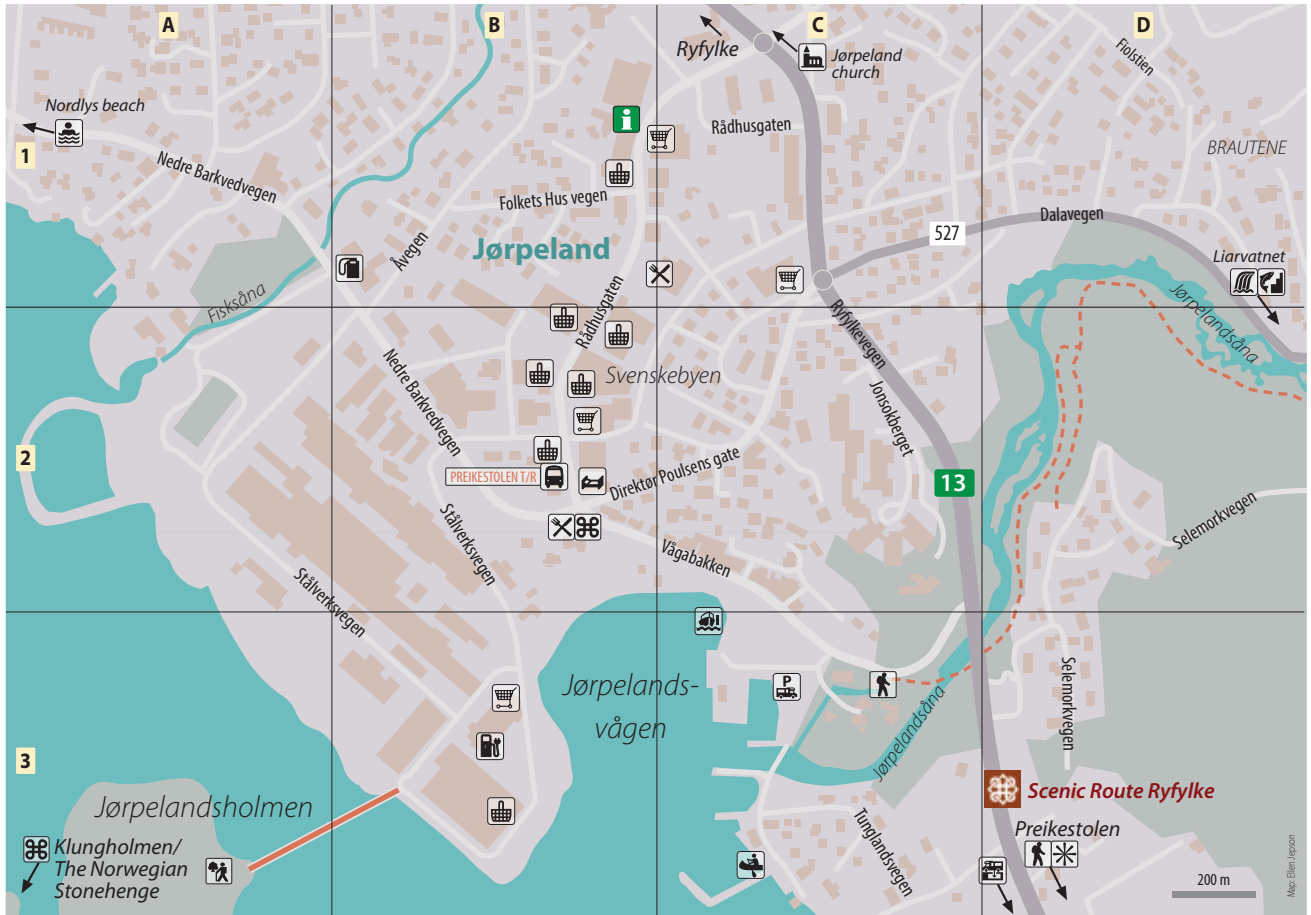 A
B
C
D
Ryfylke
Jørpeland
church
Fiolstien
Nordlys beach
i
Rådhusgaten
1
BRAUTENE
Nedre Barkvedvegen
Folkets Hus vegen
Dalavegen
527
Åvegen
Jørpeland
Liarvatnet
Fisksåna
Rådhusgaten
Ryfylkevegen
Jørpelandsåna
Nedre Barkvedvegen
Svenskebyen
Jonsokberget
2
PREIKESTOLEN T/R
Direktør Poulsens gate
13
Selemorkvegen
Stålverksvegen
Vågabakken
Stålverksvegen
Jørpelands-
vågen
P
Selemorkvegen
Jørpelandsåna
3
Scenic Route Ryfylke
Jørpelandsholmen
Klungholmen/
The Norwegian
Stonehenge
Tunglandsvegen
Preikestolen
200 m
Map: Ellen Jepson